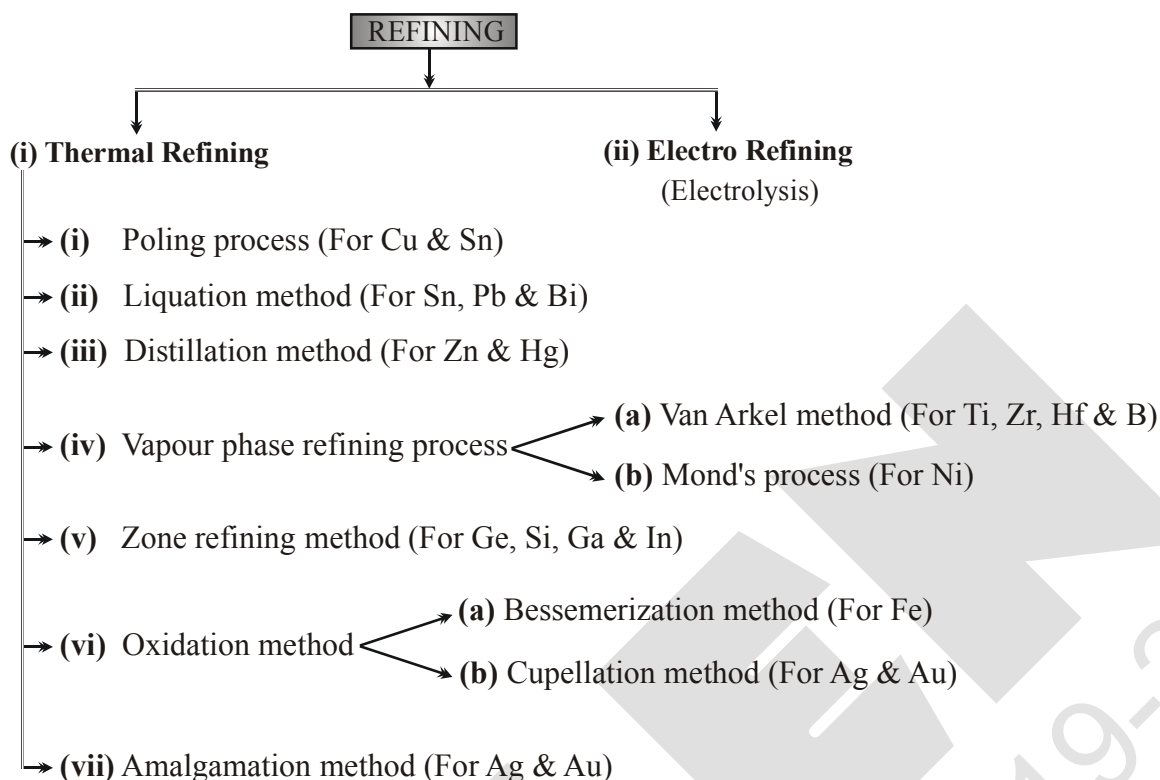 REFINING
(i) Thermal Refining
(ii) Electro Refining
(Electrolysis)
(i) Poling process (For Cu & Sn)
(ii) Liquation method (For Sn, Pb & Bi)
(iii) Distillation method (For Zn & Hg)
(iv) Vapour phase refining process
(a) Van Arkel method (For Ti, Zr, Hf & B)
(b) Mond's process (For Ni)
(v) Zone refining method (For Ge, Si, Ga & In)
(vi) Oxidation method
(a) Bessemerization method (For Fe)
(b) Cupellation method (For Ag & Au)
(vii) Amalgamation method (For Ag & Au)